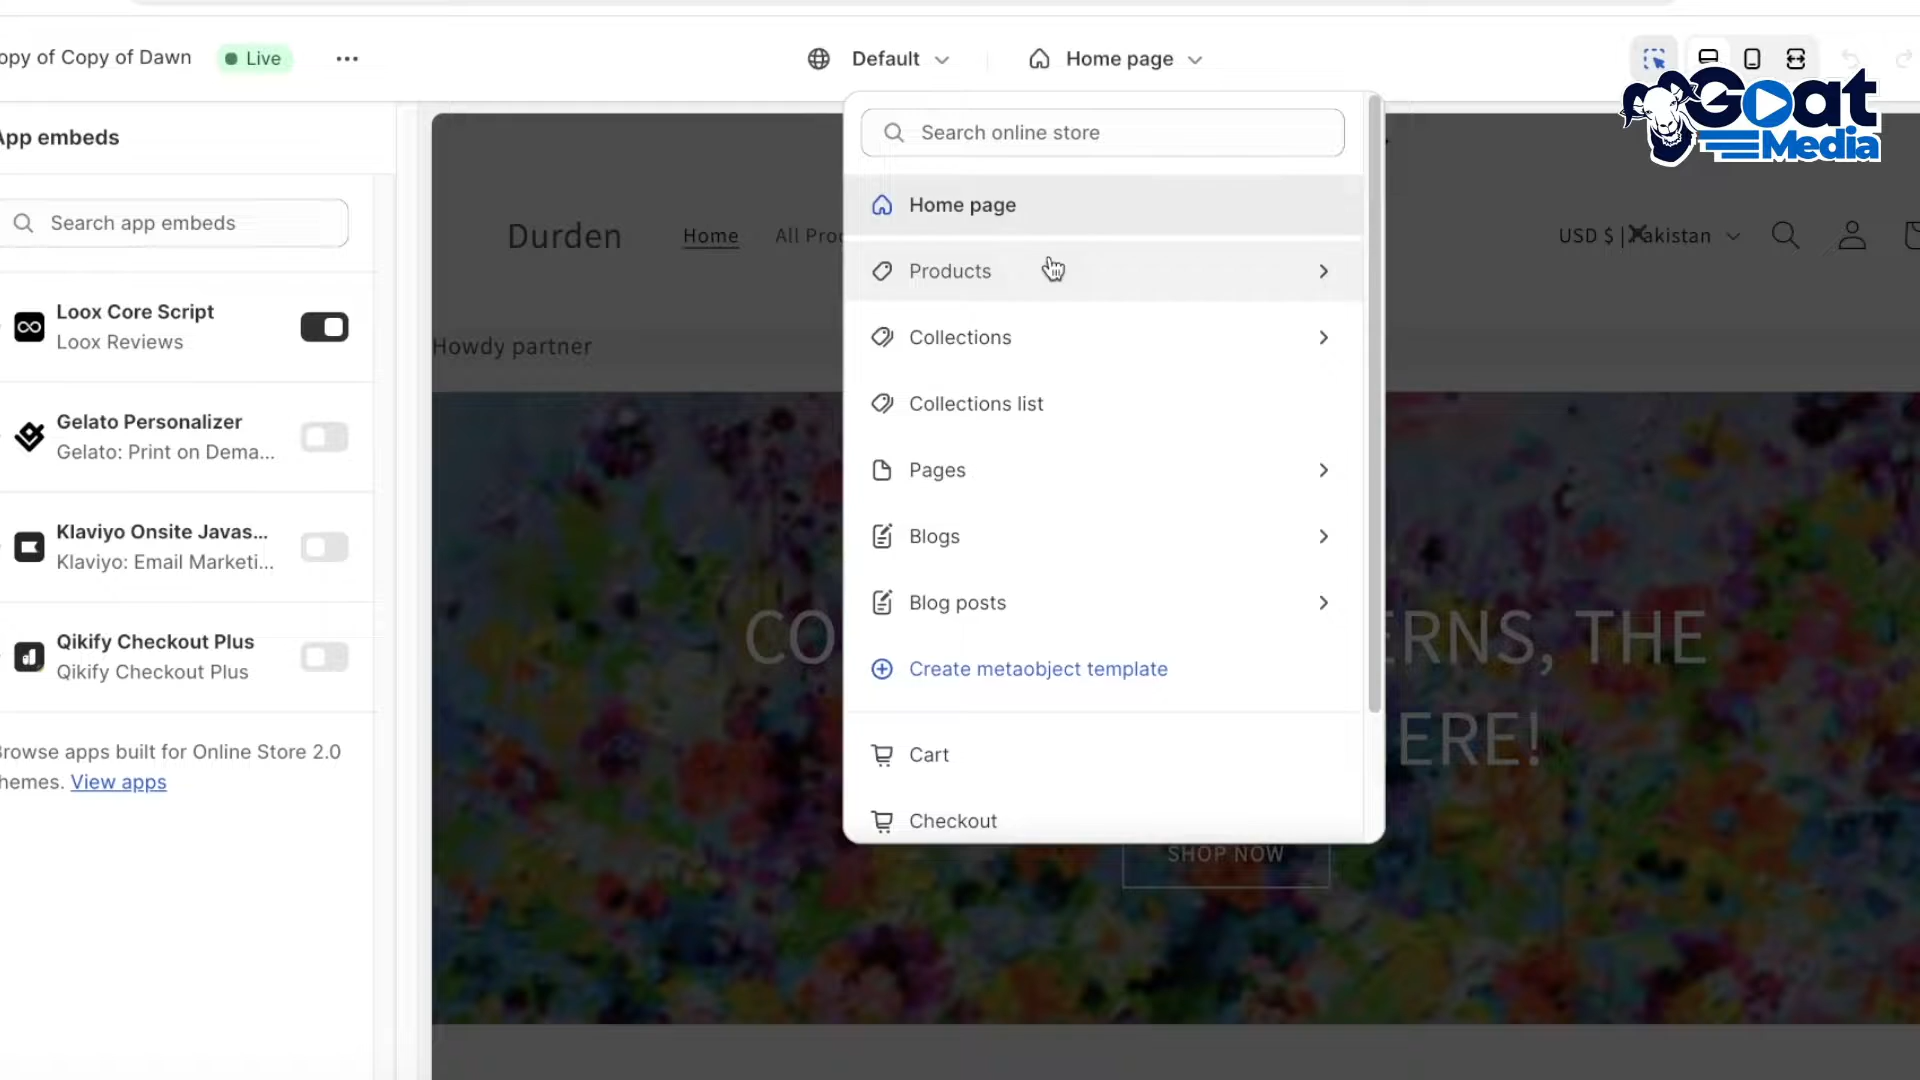 opy of Copy of Dawn
Live
Default
Home page
Goat
Media
App embeds
Search app embeds
Loox Core Script
Loox Reviews
Gelato Personalizer
Gelato: Print on Dema...
Klaviyo Onsite Javas...
Klaviyo: Email Marketi...
Qikify Checkout Plus
Qikify Checkout Plus
Browse apps built for Online Store 2.0
hemes. View apps
Search online store
Home page
Products
Collections
Collections list
Pages
Blogs
Blog posts
Create metaobject template
Cart
Checkout
Durden
Home
All Pro
USD $ | Pakistan
Howdy partner
CO
ERNS, THE
ERE!
SHOP NOW